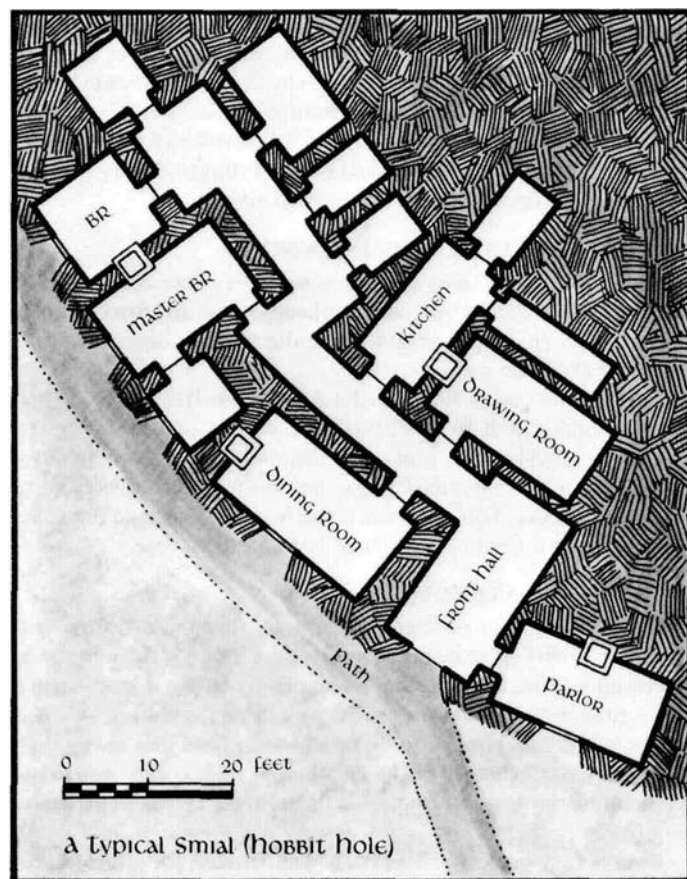 BR
Master BR
Kitchen
Drawing Room
Dining Room
Front Hall
Parlor
Path
0 10 20 feet
A Typical Smial (Hobbit Hole)